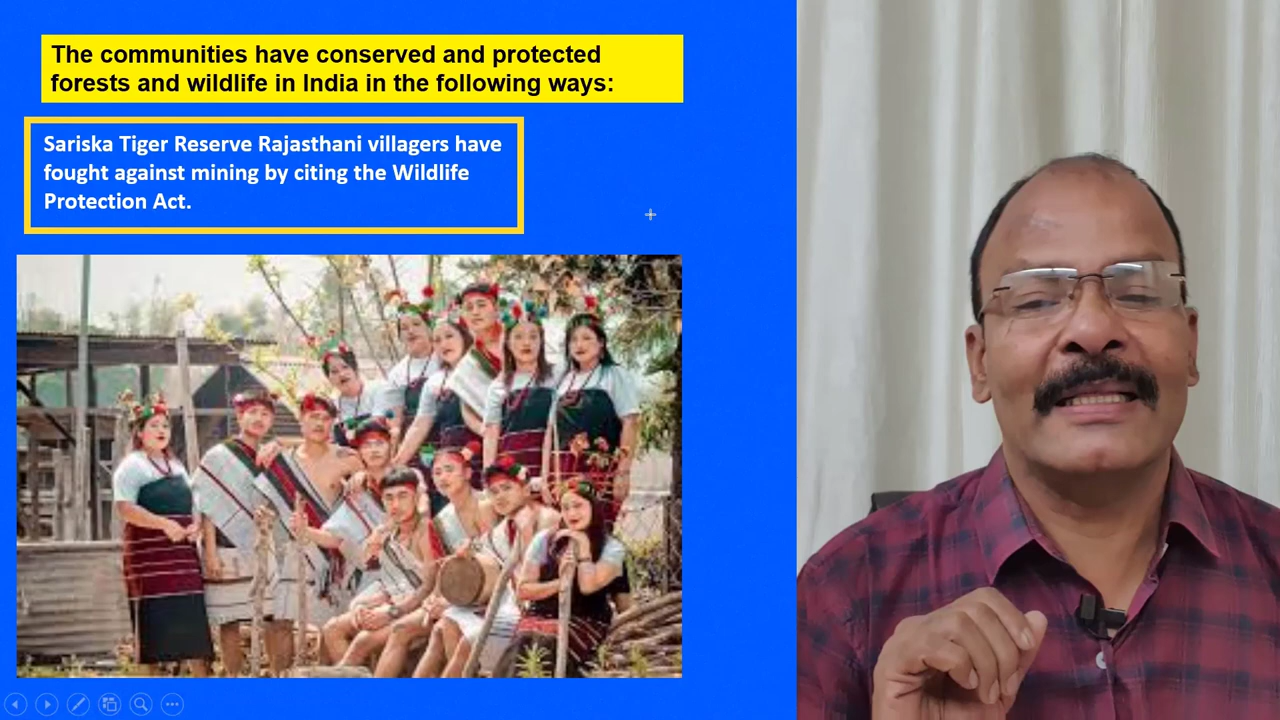 The communities have conserved and protected
forests and wildlife in India in the following ways:
Sariska Tiger Reserve Rajasthani villagers have
fought against mining by citing the Wildlife
Protection Act.